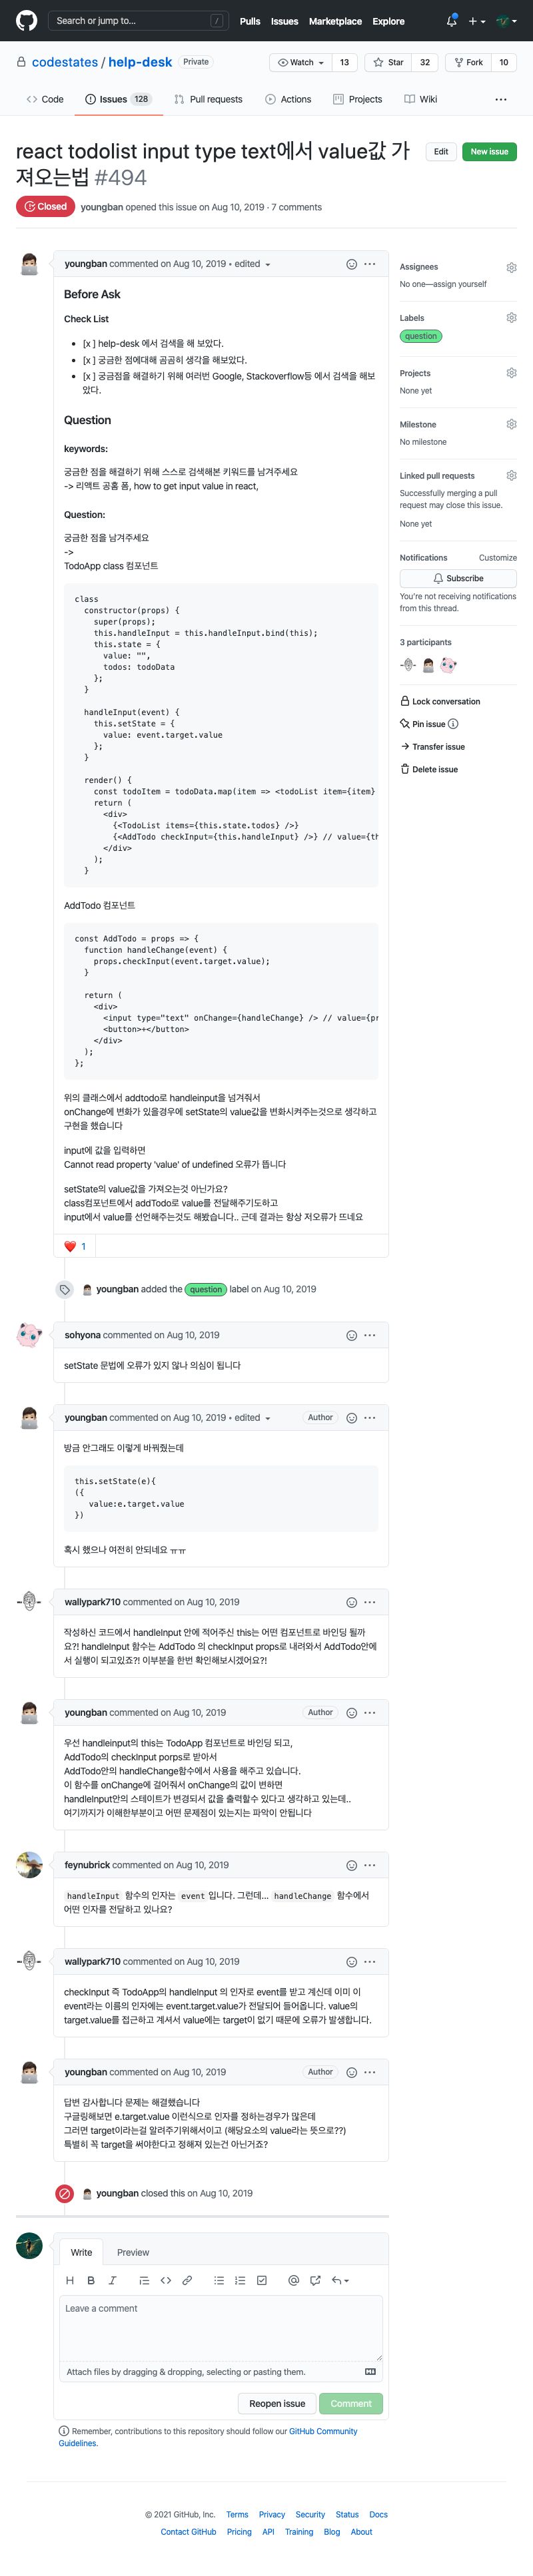 Search or jump to... /
Pulls Issues Marketplace Explore
codestates / help-desk Private
Watch 13 Star 32 Fork 10
Code Issues 128 Pull requests Actions Projects Wiki ...
react todolist input type text에서 value값 가
져오는법 #494
Edit New issue
Closed youngban opened this issue on Aug 10, 2019 · 7 comments
youngban commented on Aug 10, 2019 • edited
Before Ask
Check List
• [x ] help-desk 에서 검색을 해 보았다.
• [x ] 궁금한 점에대해 곰곰히 생각을 해보았다.
• [x ] 궁금점을 해결하기 위해 여러번 Google, Stackoverflow등 에서 검색을 해보
았다.
Question
keywords:
궁금한 점을 해결하기 위해 스스로 검색해본 키워드를 남겨주세요
-> 리액트 공홈 폼, how to get input value in react,
Question:
궁금한 점을 남겨주세요
->
TodoApp class 컴포넌트
class
constructor(props) {
super(props);
this.handleInput = this.handleInput.bind(this);
this.state = {
value: "",
todos: todoData
};
}
handleInput(event) {
this.setState = {
value: event.target.value
};
}
render() {
const todoItem = todoData.map(item => <todoList item={item}
return (
<div>
{<TodoList items={this.state.todos} />}
{<AddTodo checkInput={this.handleInput} />} // value={th
</div>
);
}
AddTodo 컴포넌트
const AddTodo = props => {
function handleChange(event) {
props.checkInput(event.target.value);
}
return (
<div>
<input type="text" onChange={handleChange} /> // value={pr
<button>+</button>
</div>
);
};
위의 클래스에서 addtodo로 handleinput을 넘겨줘서
onChange에 변화가 있을경우에 setState의 value값을 변화시켜주는것으로 생각하고
구현을 했습니다
input에 값을 입력하면
Cannot read property 'value' of undefined 오류가 뜹니다
setState의 value값을 가져오는것 아닌가요?
class컴포넌트에서 addTodo로 value를 전달해주기도하고
input에서 value를 선언해주는것도 해봤습니다.. 근데 결과는 항상 저오류가 뜨네요
❤️ 1
youngban added the question label on Aug 10, 2019
sohyona commented on Aug 10, 2019
setState 문법에 오류가 있지 않나 의심이 됩니다
youngban commented on Aug 10, 2019 • edited Author
방금 안그래도 이렇게 바꿔줬는데
this.setState(e){
({
value:e.target.value
})
혹시 했으나 여전히 안되네요 ㅠㅠ
wallypark710 commented on Aug 10, 2019
작성하신 코드에서 handleInput 안에 적어주신 this는 어떤 컴포넌트로 바인딩 될까
요?! handleInput 함수는 AddTodo 의 checkInput props로 내려와서 AddTodo안에
서 실행이 되고있죠?! 이부분을 한번 확인해보시겠어요?!
youngban commented on Aug 10, 2019 Author
우선 handleinput의 this는 TodoApp 컴포넌트로 바인딩 되고,
AddTodo의 checkInput porps로 받아서
AddTodo안의 handleChange함수에서 사용을 해주고 있습니다.
이 함수를 onChange에 걸어줘서 onChange의 값이 변하면
handleInput안의 스테이트가 변경되서 값을 출력할수 있다고 생각하고 있는데..
여기까지가 이해한부분이고 어떤 문제점이 있는지는 파악이 안됩니다
feynubrick commented on Aug 10, 2019
handleInput 함수의 인자는 event 입니다. 그런데... handleChange 함수에서
어떤 인자를 전달하고 있나요?
wallypark710 commented on Aug 10, 2019
checkInput 즉 TodoApp의 handleInput 의 인자로 event를 받고 계신데 이미 이
event라는 이름의 인자에는 event.target.value가 전달되어 들어옵니다. value의
target.value를 접근하고 계셔서 value에는 target이 없기 때문에 오류가 발생합니다.
youngban commented on Aug 10, 2019 Author
답변 감사합니다 문제는 해결했습니다
구글링해보면 e.target.value 이런식으로 인자를 정하는경우가 많은데
그러면 target이라는걸 알려주기위해서이고 (해당요소의 value라는 뜻으로??)
특별히 꼭 target을 써야한다고 정해져 있는건 아닌거죠?
youngban closed this on Aug 10, 2019
Write Preview
Leave a comment
Attach files by dragging & dropping, selecting or pasting them.
Reopen issue Comment
Remember, contributions to this repository should follow our GitHub Community
Guidelines.
Assignees
No one—assign yourself
Labels
question
Projects
None yet
Milestone
No milestone
Linked pull requests
Successfully merging a pull
request may close this issue.
None yet
Notifications Customize
Subscribe
You're not receiving notifications
from this thread.
3 participants
Lock conversation
Pin issue
Transfer issue
Delete issue
© 2021 GitHub, Inc. Terms Privacy Security Status Docs
Contact GitHub Pricing API Training Blog About